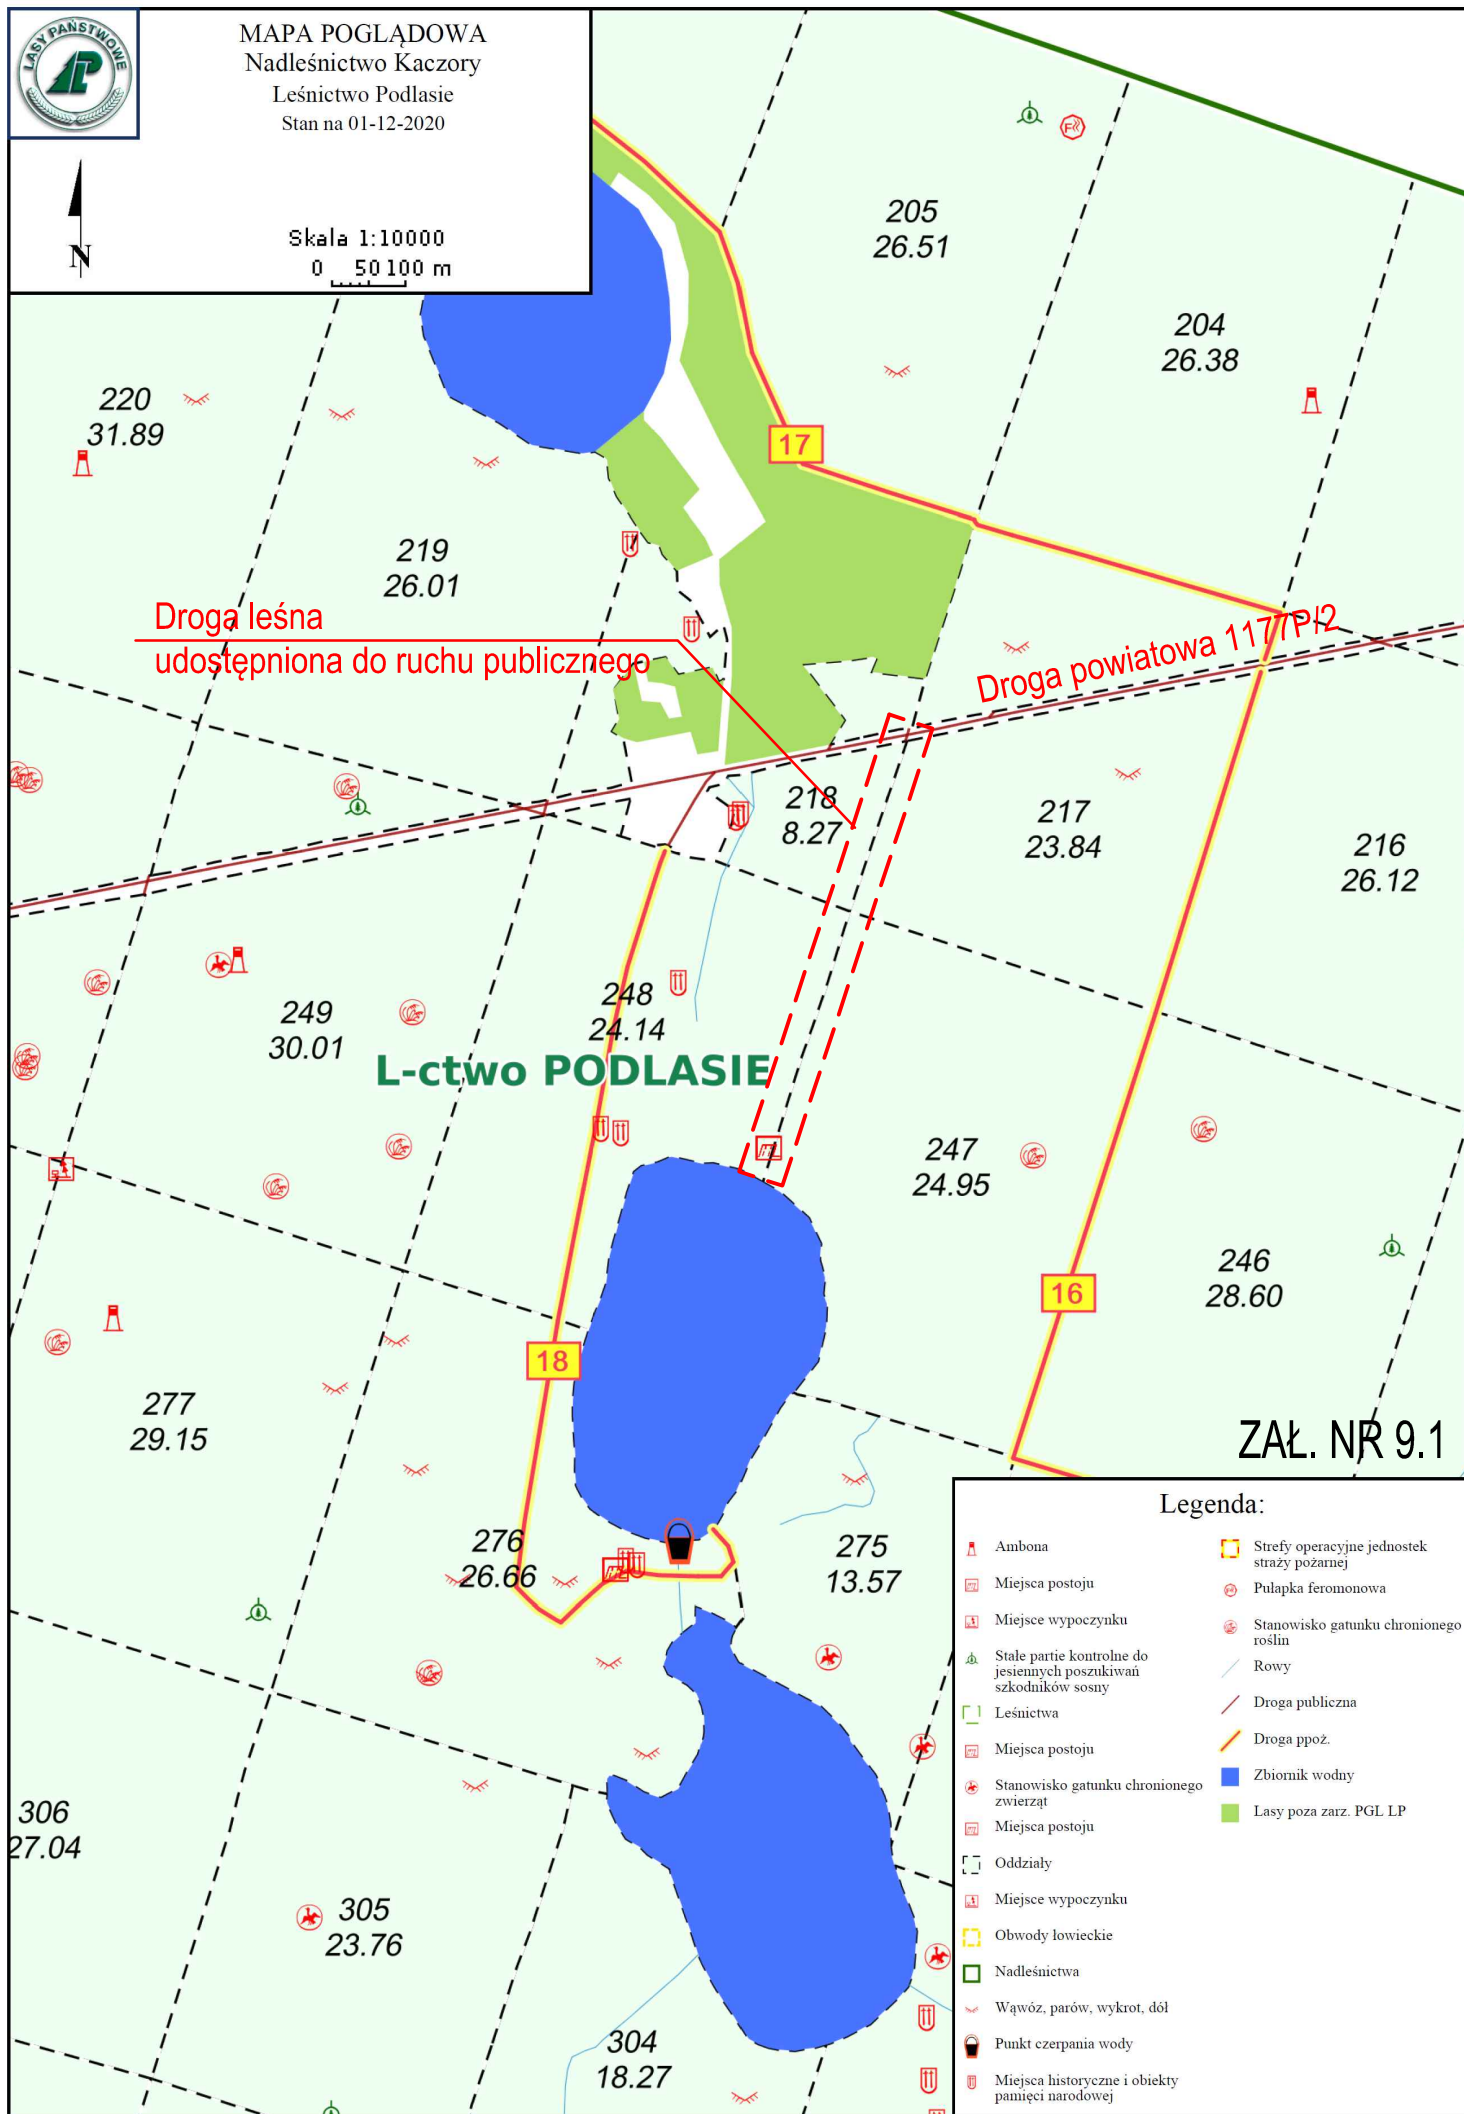 LASY PAŃSTWOWE
MAPA POGLĄDOWA
Nadleśnictwo Kaczory
Leśnictwo Podlasie
Stan na 01-12-2020
N
Skala 1:10000
0 50 100 m
205
26.51
204
26.38
220
31.89
17
219
26.01
Droga leśna
udostępniona do ruchu publicznego
Droga powiatowa 1177P/2
218
8.27
217
23.84
216
26.12
249
30.01
248
24.14
L-ctwo PODLASIE
247
24.95
246
28.60
16
18
277
29.15
ZAŁ. NR 9.1
276
26.66
275
13.57
306
27.04
305
23.76
304
18.27
Legenda:
Ambona
Miejsca postoju
Miejsce wypoczynku
Stałe partie kontrolne do
jesiennych poszukiwań
szkodników sosny
Leśnictwa
Miejsca postoju
Stanowisko gatunku chronionego
zwierząt
Miejsca postoju
Oddziały
Miejsce wypoczynku
Obwody łowieckie
Nadleśnictwa
Wąwóz, parów, wykrot, dół
Punkt czerpania wody
Miejsca historyczne i obiekty
pamięci narodowej
Strefy operacyjne jednostek
straży pożarnej
Pułapka feromonowa
Stanowisko gatunku chronionego
roślin
Rowy
Droga publiczna
Droga ppoż.
Zbiornik wodny
Lasy poza zarz. PGL LP